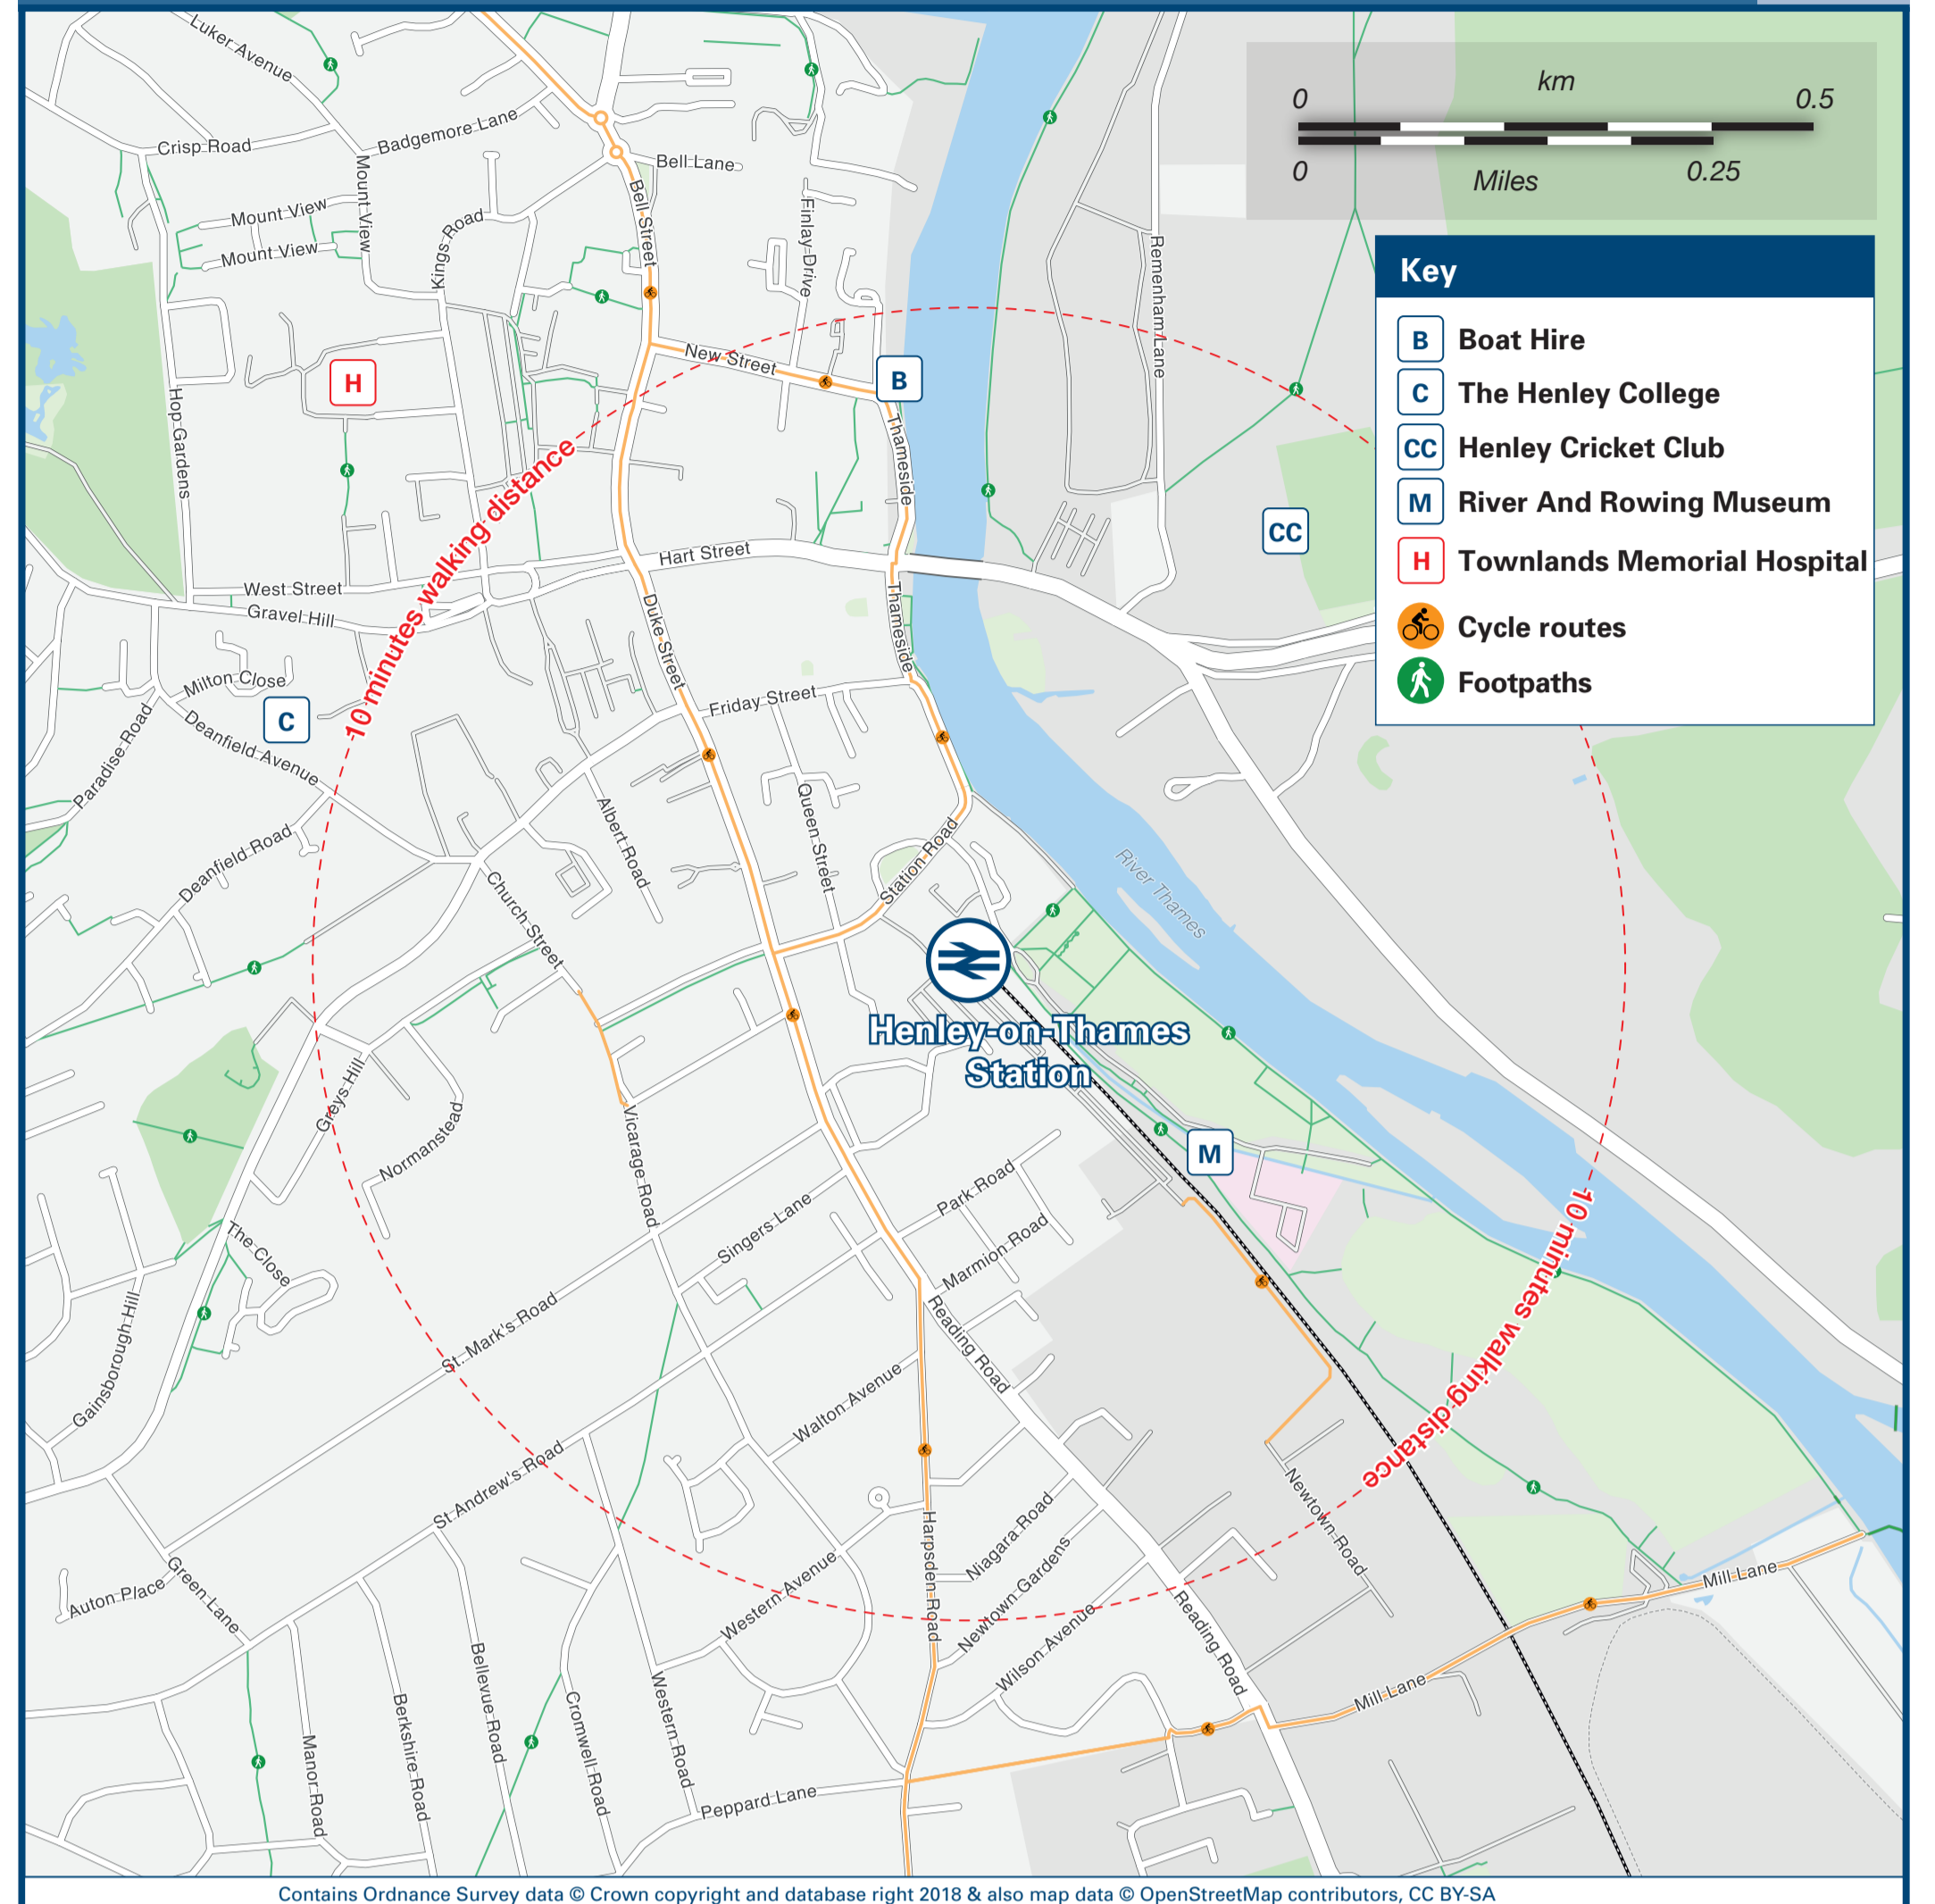 Luker Avenue
Crisp Road
Badgemore Lane
Mount View
Mount View
Mount View
Kings Road
Bell Lane
Bell Street
Finlay Drive
Remenham Lane
km
0
0.5
0
Miles
0.25
Key
B Boat Hire
C The Henley College
CC Henley Cricket Club
M River And Rowing Museum
H Townlands Memorial Hospital
Cycle routes
Footpaths
New Street
B
H
Hop Gardens
Thameside
10 minutes walking distance
CC
Hart Street
West Street
Gravel Hill
Thameside
Duke Street
Milton Close
C
Friday Street
Deanfield Avenue
Paradise Road
Queen Street
Albert Road
Station Road
Deanfield Road
Church Street
River Thames
Henley-on-Thames
Station
Greys Hill
Normanstead
Vicarage Road
M
Park Road
Singers Lane
Marmion Road
The Close
10 minutes walking distance
Gainsborough Hill
St. Mark's Road
Reading Road
Walton Avenue
St Andrew's Road
Newtown Road
Niagara Road
Harpsden Road
Newtown Gardens
Western Avenue
Wilson Avenue
Auton Place
Green Lane
Mill Lane
Reading Road
Mill Lane
Bellevue Road
Western Road
Cromwell Road
Berkshire Road
Manor Road
Peppard Lane
Contains Ordnance Survey data © Crown copyright and database right 2018 & also map data © OpenStreetMap contributors, CC BY-SA